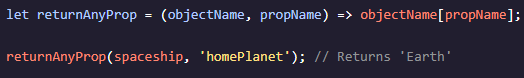 let returnAnyProp = (objectName, propName) => objectName[propName];
returnAnyProp(spaceship, 'homePlanet'); // Returns 'Earth'